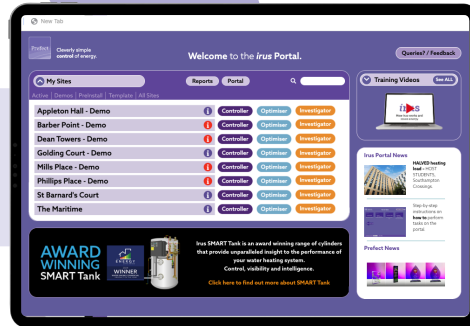 New Tab
Prefect
Cleverly simple
control of energy.
Welcome to the irus Portal.
Queries? / Feedback
My Sites
Reports
Portal
Active | Demos | Preinstall | Template | All Sites
Appleton Hall - Demo
Controller
Optimiser
Investigator
Barber Point - Demo
Controller
Optimiser
Investigator
Dean Towers - Demo
Controller
Optimiser
Investigator
Golding Court - Demo
Controller
Optimiser
Investigator
Mills Place - Demo
Controller
Optimiser
Investigator
Phillips Place - Demo
Controller
Optimiser
Investigator
St Barnard's Court
Controller
Optimiser
Investigator
The Maritime
Controller
Optimiser
Investigator
Training Videos
See ALL
irus
Irus Portal News
HALVED heating
load – HOST
STUDENTS,
Southampton
Crossings
Step-by-step
instructions on
how to perform
tasks on the
portal
Prefect News
AWARD
WINNING
SMART Tank
ENERGY
WINNER
Irus SMART Tank is an award winning range of cylinders
that provide unparalleled insight to the performance of
your water heating system.
Control, visibility and intelligence.
Click here to find out more about SMART Tank